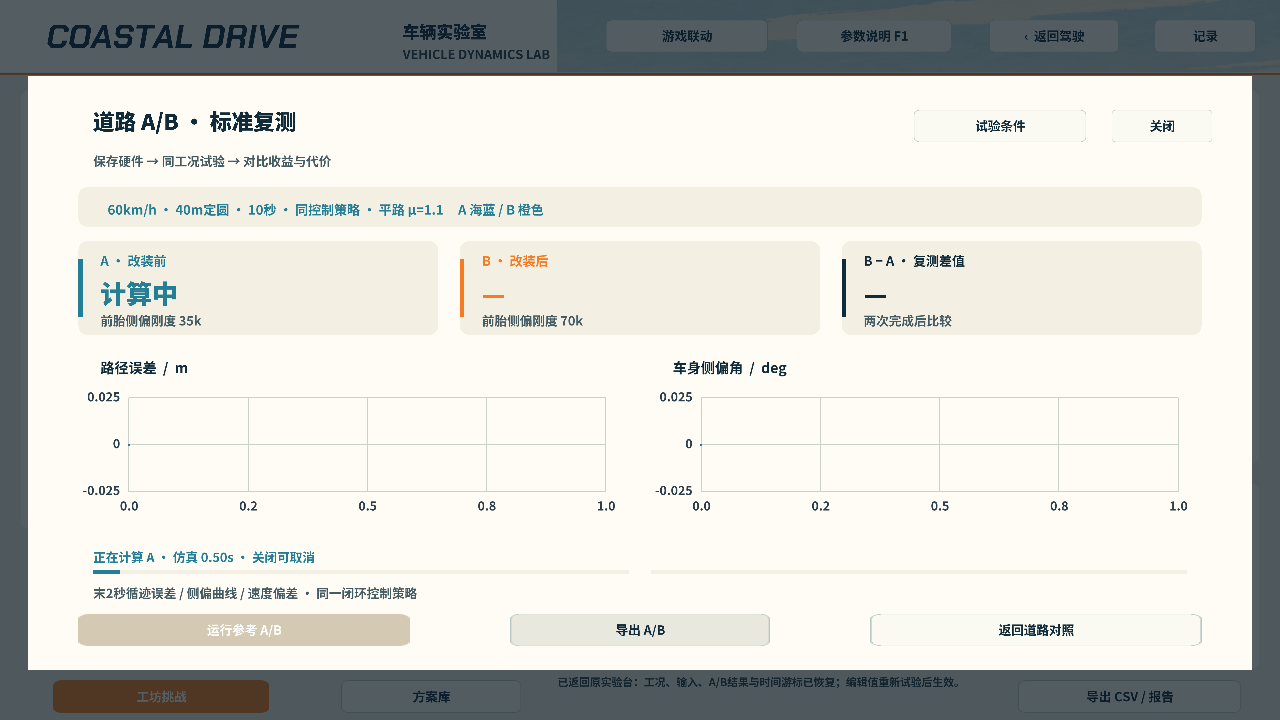 COASTAL DRIVE
车辆实验室
VEHICLE DYNAMICS LAB
游戏联动
参数说明 F1
‹ 返回驾驶
记录
道路 A/B · 标准复测
试验条件
关闭
保存硬件 → 同工况试验 → 对比收益与代价
60km/h · 40m定圆 · 10秒 · 同控制策略 · 平路 μ=1.1 A 海蓝 / B 橙色
A · 改装前
计算中
前胎侧偏刚度 35k
B · 改装后
—
前胎侧偏刚度 70k
B − A · 复测差值
—
两次完成后比较
路径误差 / m
0.025
0
-0.025
0.0 0.2 0.5 0.8 1.0
车身侧偏角 / deg
0.025
0
-0.025
0.0 0.2 0.5 0.8 1.0
正在计算 A · 仿真 0.50s · 关闭可取消
末2秒循迹误差 / 侧偏曲线 / 速度偏差 · 同一闭环控制策略
运行参考 A/B
导出 A/B
返回道路对照
工坊挑战
方案库
已返回原实验台：工况、输入、A/B结果与时间游标已恢复；编辑值重新试验后生效。
导出 CSV / 报告